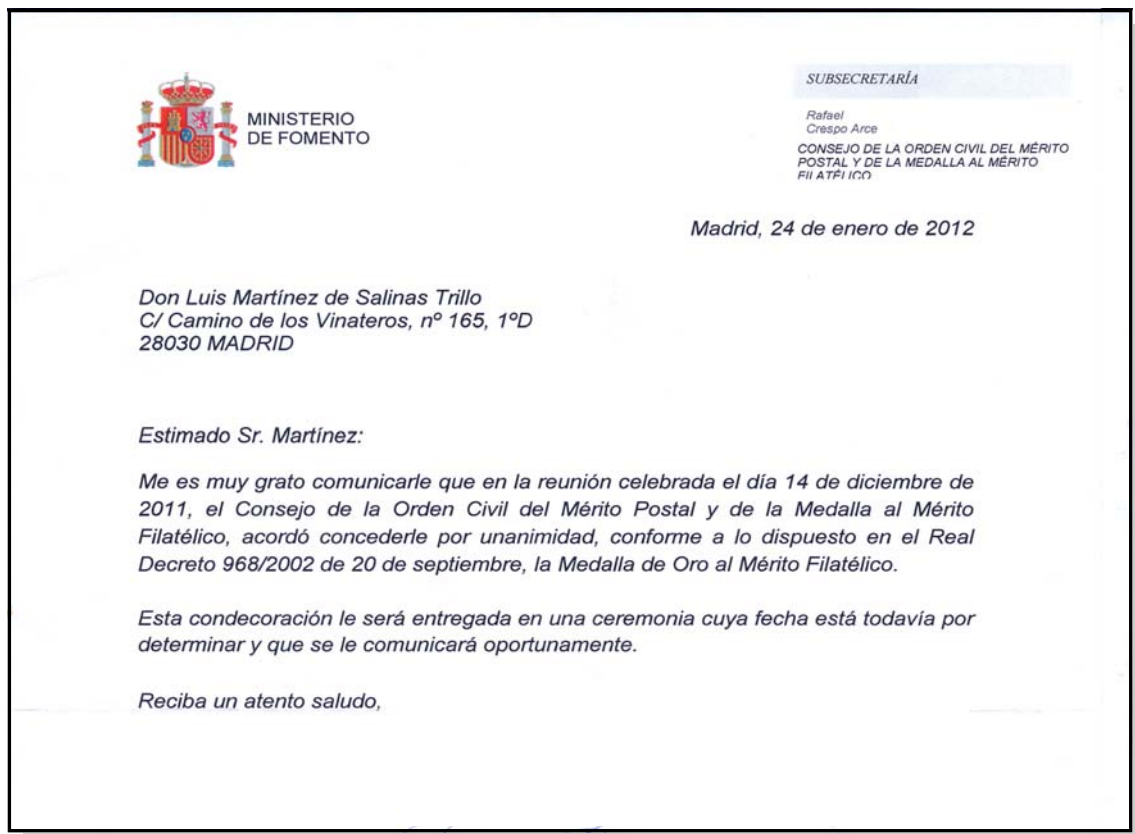 MINISTERIO
DE FOMENTO
SUBSECRETARÍA
Rafael
Crespo Arce
CONSEJO DE LA ORDEN CIVIL DEL MÉRITO
POSTAL Y DE LA MEDALLA AL MÉRITO
FILATÉLICO
Madrid, 24 de enero de 2012
Don Luis Martínez de Salinas Trillo
C/ Camino de los Vinateros, nº 165, 1ºD
28030 MADRID
Estimado Sr. Martínez:
Me es muy grato comunicarle que en la reunión celebrada el día 14 de diciembre de
2011, el Consejo de la Orden Civil del Mérito Postal y de la Medalla al Mérito
Filatélico, acordó concederle por unanimidad, conforme a lo dispuesto en el Real
Decreto 968/2002 de 20 de septiembre, la Medalla de Oro al Mérito Filatélico.
Esta condecoración le será entregada en una ceremonia cuya fecha está todavía por
determinar y que se le comunicará oportunamente.
Reciba un atento saludo,